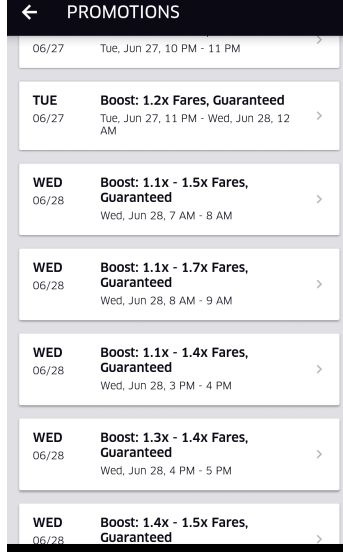 PROMOTIONS
06/27
Tue, Jun 27, 10 PM - 11 PM
TUE
06/27
Boost: 1.2x Fares, Guaranteed
Tue, Jun 27, 11 PM - Wed, Jun 28, 12
AM
WED
06/28
Boost: 1.1x - 1.5x Fares,
Guaranteed
Wed, Jun 28, 7 AM - 8 AM
WED
06/28
Boost: 1.1x - 1.7x Fares,
Guaranteed
Wed, Jun 28, 8 AM - 9 AM
WED
06/28
Boost: 1.1x - 1.4x Fares,
Guaranteed
Wed, Jun 28, 3 PM - 4 PM
WED
06/28
Boost: 1.3x - 1.4x Fares,
Guaranteed
Wed, Jun 28, 4 PM - 5 PM
WED
06/28
Boost: 1.4x - 1.5x Fares,
Guaranteed